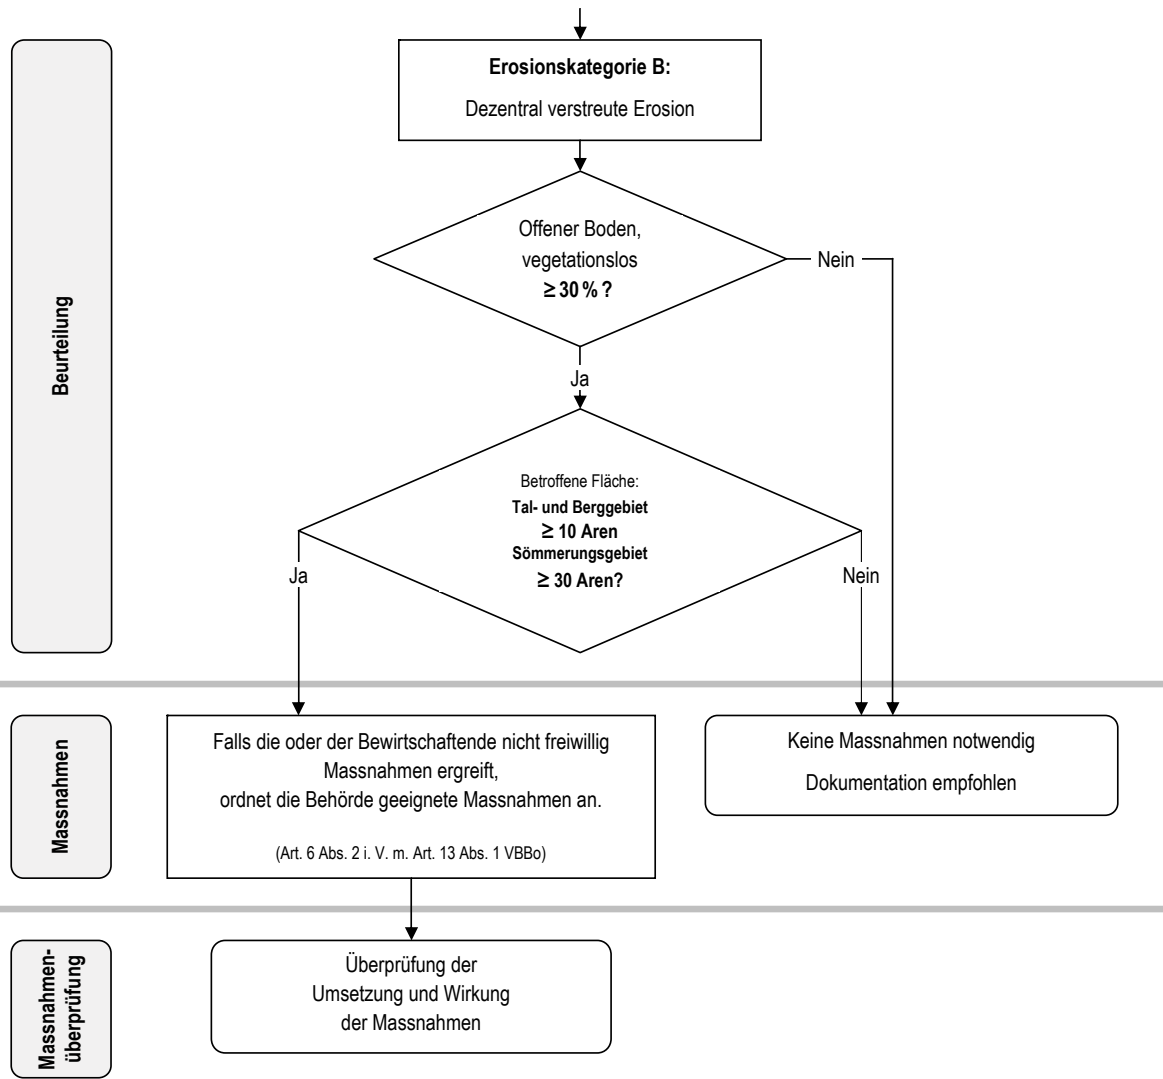 Erosionskategorie B:
Dezentral verstreute Erosion
Beurteilung
Offener Boden,
vegetationslos
≥ 30 % ?
Nein
Ja
Betroffene Fläche:
Tal- und Berggebiet
≥ 10 Aren
Sömmerungsgebiet
≥ 30 Aren?
Ja
Nein
Massnahmen
Falls die oder der Bewirtschaftende nicht freiwillig
Massnahmen ergreift,
ordnet die Behörde geeignete Massnahmen an.
(Art. 6 Abs. 2 i. V. m. Art. 13 Abs. 1 VBBo)
Keine Massnahmen notwendig
Dokumentation empfohlen
Massnahmen-
überprüfung
Überprüfung der
Umsetzung und Wirkung
der Massnahmen